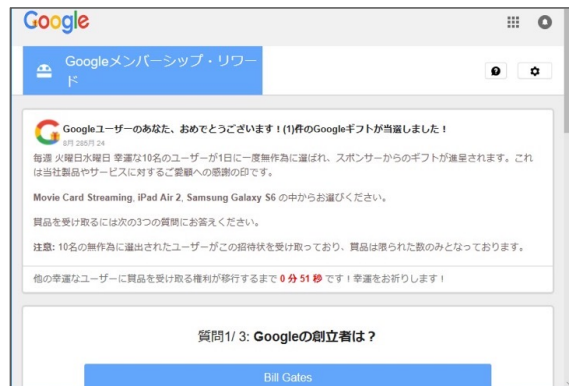 Google
Googleメンバーシップ・リワー
ド
Googleユーザーのあなた、おめでとうございます！(1)件のGoogleギフトが当選しました！
8月 285月 24
毎週 火曜日水曜日 幸運な10名のユーザーが1日に一度無作為に選ばれ、スポンサーからのギフトが進呈されます。これ
は当社製品やサービスに対するご愛顧への感謝の印です。
Movie Card Streaming, iPad Air 2, Samsung Galaxy S6 の中からお選びください。
賞品を受け取るには次の3つの質問にお答えください。
注意: 10名の無作為に選出されたユーザーがこの招待状を受け取っており、賞品は限られた数のみとなっております。
他の幸運なユーザーに賞品を受け取る権利が移行するまで 0 分 51 秒 です！幸運をお祈りします！
質問1/ 3: Googleの創立者は？
Bill Gates